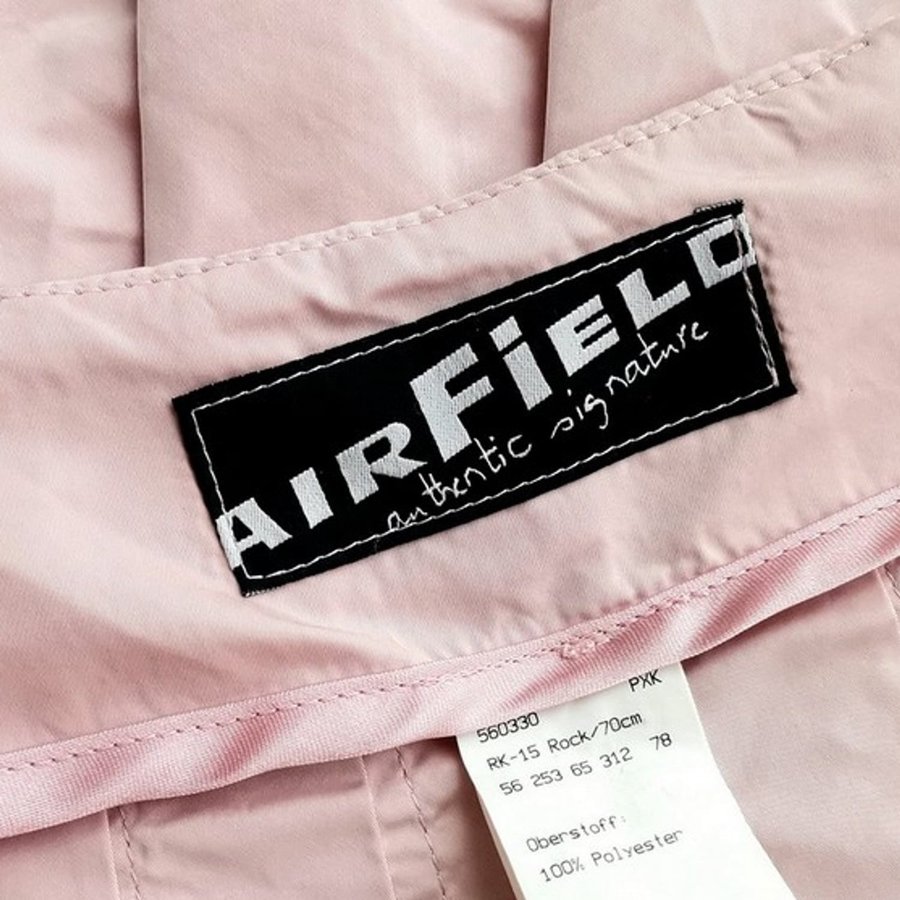 AIRFiELD
authentic signature
560330 PXK
RK-15 Rock/70cm
56 253 65 312 78
Oberstoff:
100% Polyester